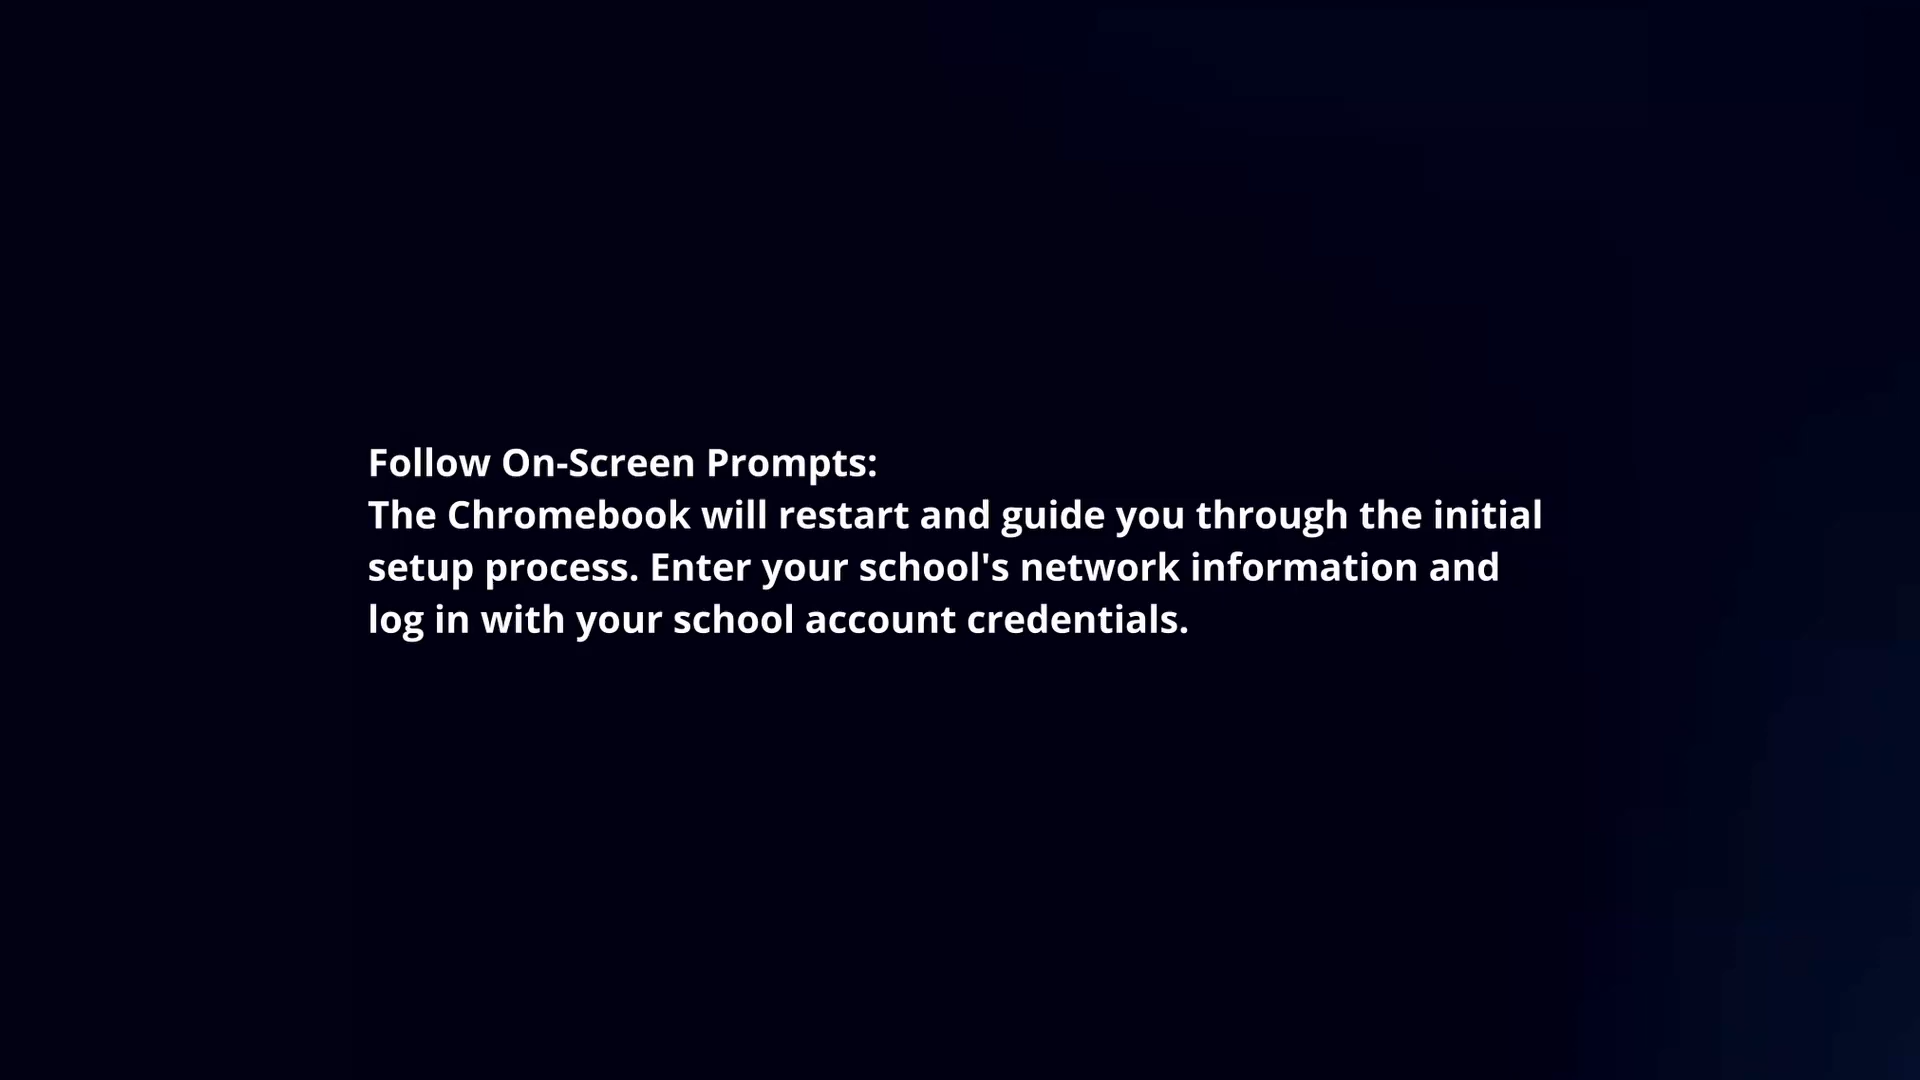 Follow On-Screen Prompts:
The Chromebook will restart and guide you through the initial
setup process. Enter your school's network information and
log in with your school account credentials.